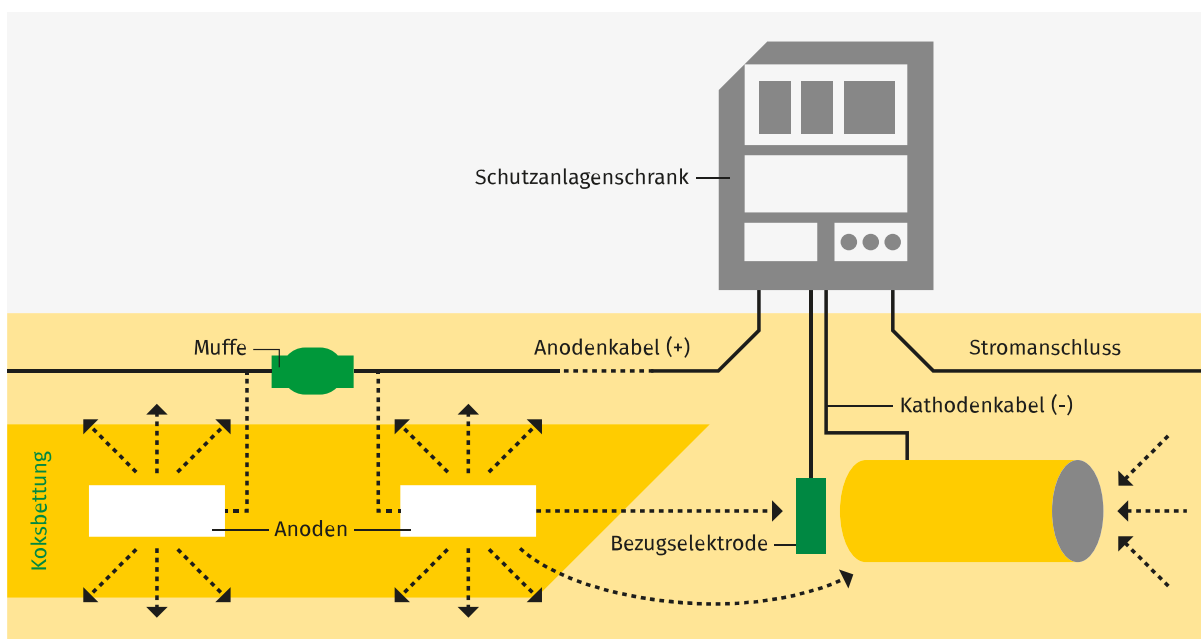 Schutzanlagenschrank
Muffe
Anodenkabel (+)
Stromanschluss
Kathodenkabel (-)
Koksbettung
Anoden
Bezugselektrode